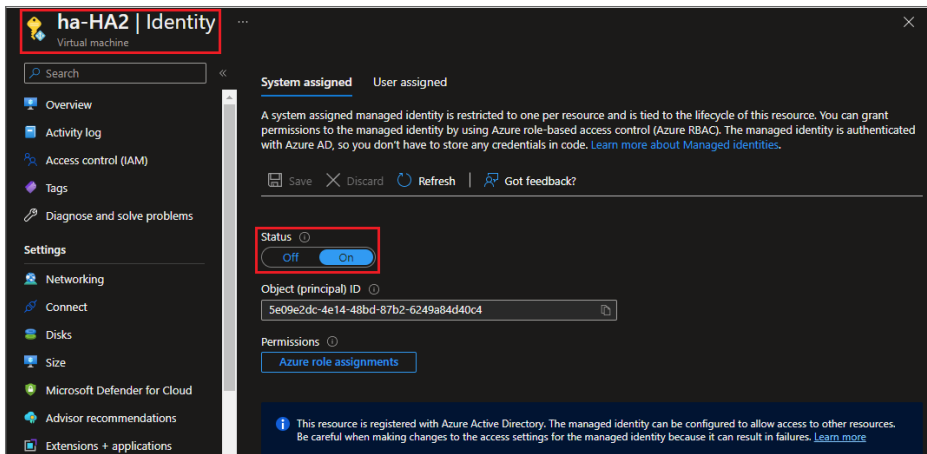 ha-HA2 | Identity ...
Virtual machine
Search
«
Overview
Activity log
Access control (IAM)
Tags
Diagnose and solve problems
Settings
Networking
Connect
Disks
Size
Microsoft Defender for Cloud
Advisor recommendations
Extensions + applications
System assigned User assigned
A system assigned managed identity is restricted to one per resource and is tied to the lifecycle of this resource. You can grant
permissions to the managed identity by using Azure role-based access control (Azure RBAC). The managed identity is authenticated
with Azure AD, so you don't have to store any credentials in code. Learn more about Managed identities.
Save Discard Refresh | Got feedback?
Status
Off On
Object (principal) ID
5e09e2dc-4e14-48bd-87b2-6249a84d40c4
Permissions
Azure role assignments
This resource is registered with Azure Active Directory. The managed identity can be configured to allow access to other resources.
Be careful when making changes to the access settings for the managed identity because it can result in failures. Learn more